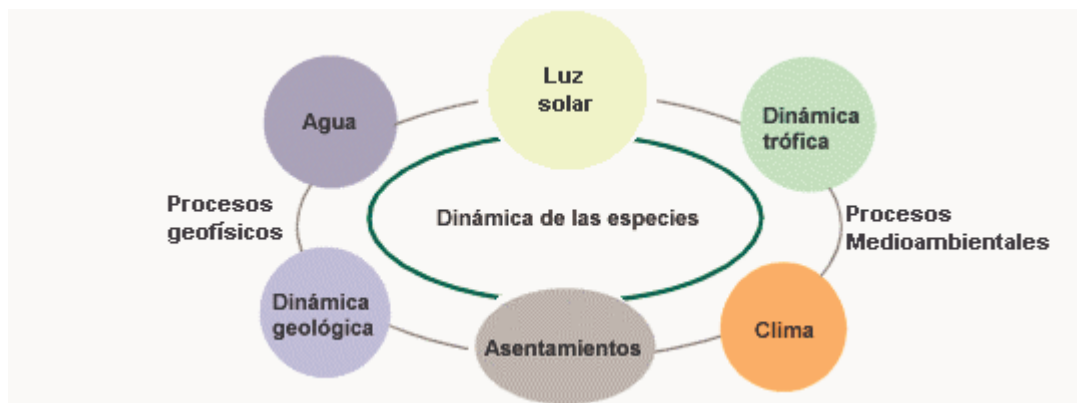 Luz
solar
Agua
Dinámica
trófica
Procesos
geofísicos
Dinámica de las especies
Procesos
Medioambientales
Dinámica
geológica
Asentamientos
Clima